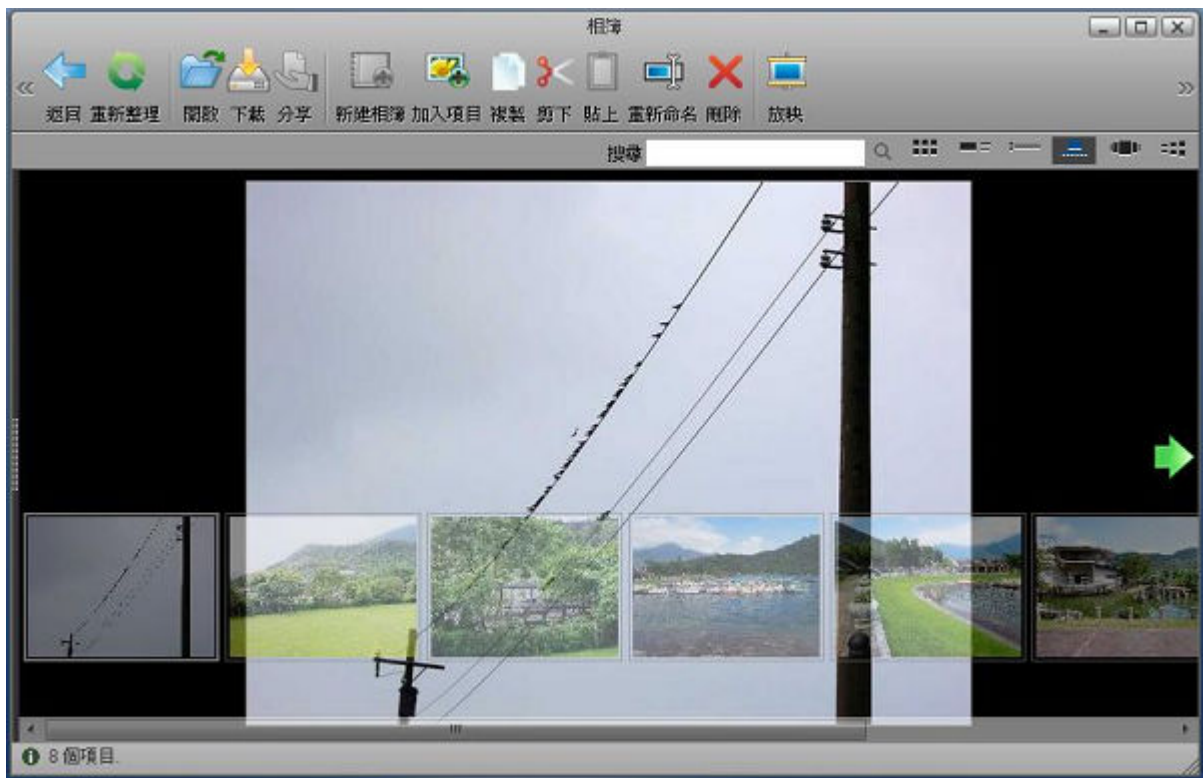 相簿
返回 重新整理 開啟 下載 分享 新建相簿 加入項目 複製 剪下 貼上 重新命名 刪除 放映
搜尋
8 個項目.